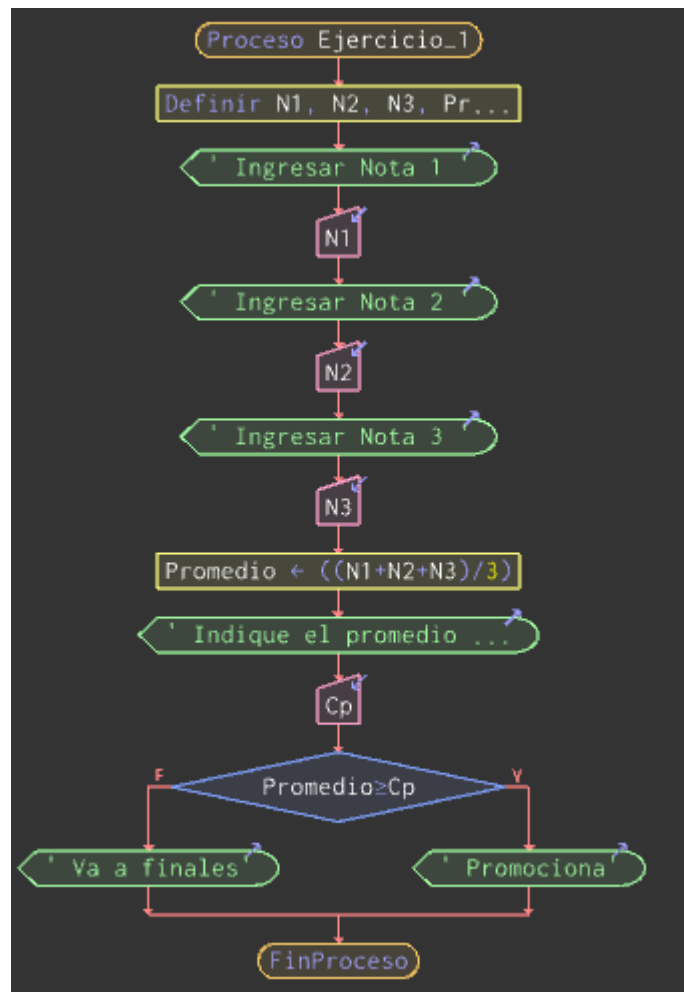 Proceso Ejercicio_1
Definir N1, N2, N3, Pr...
' Ingresar Nota 1 '
N1
' Ingresar Nota 2 '
N2
' Ingresar Nota 3 '
N3
Promedio ← ((N1+N2+N3)/3)
' Indique el promedio ...
Cp
Promedio≥Cp
F
V
' Va a finales'
' Promociona'
FinProceso